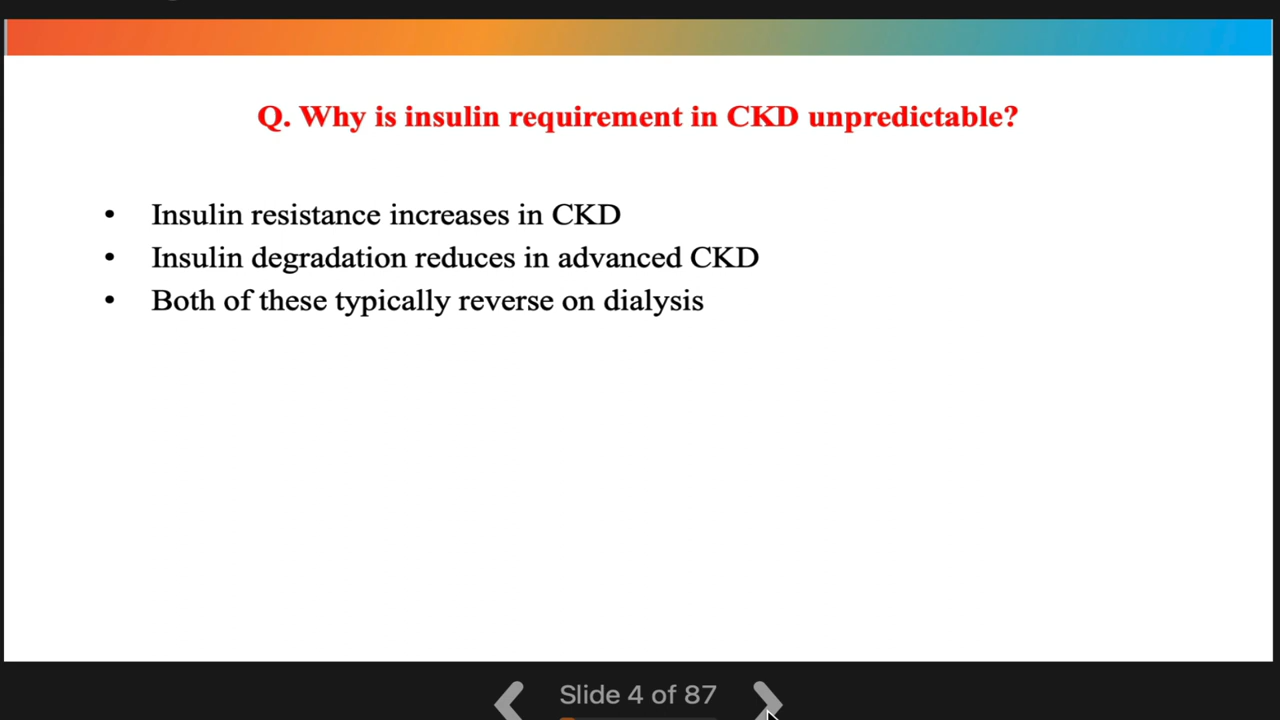 Q. Why is insulin requirement in CKD unpredictable?
• Insulin resistance increases in CKD
• Insulin degradation reduces in advanced CKD
• Both of these typically reverse on dialysis
Slide 4 of 87